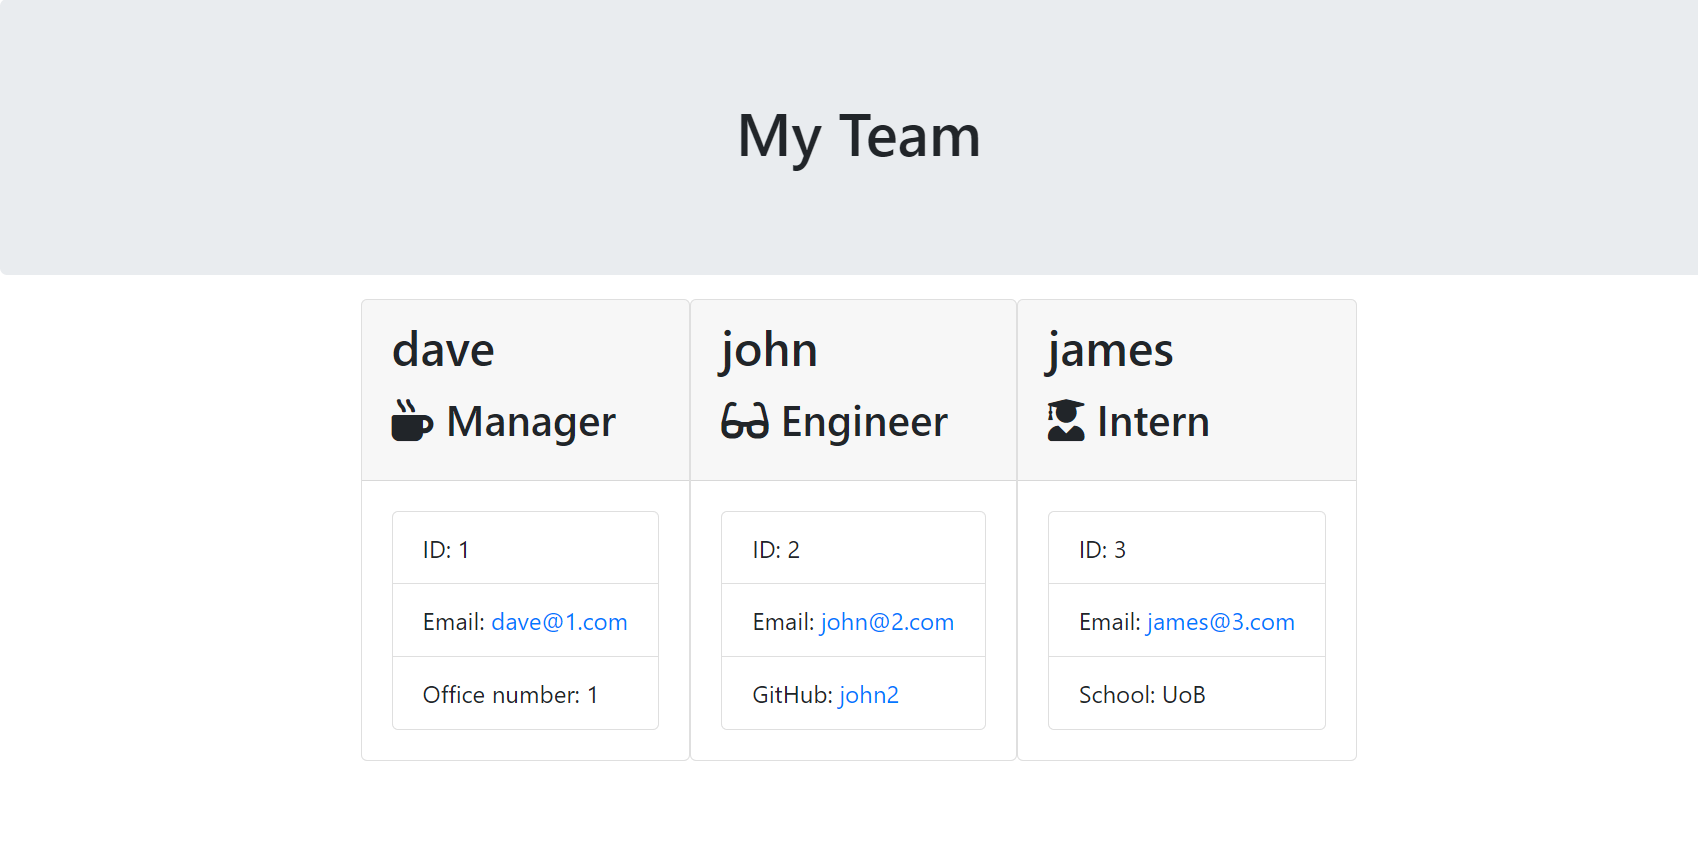 My Team
dave
Manager
ID: 1
Email: dave@1.com
Office number: 1
john
Engineer
ID: 2
Email: john@2.com
GitHub: john2
james
Intern
ID: 3
Email: james@3.com
School: UoB